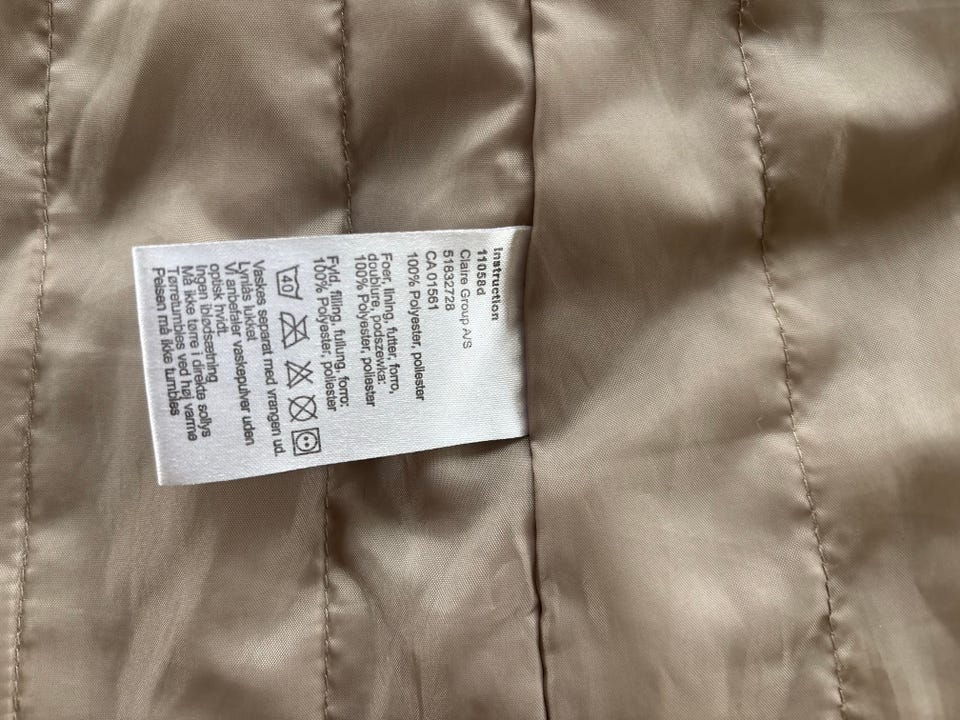 Instruction
11058d
Claire Group A/S
51832728
CA 01561
100% Polyester, poliester
Foer, lining, futter, forro,
doublure, podszewka:
100% Polyester, poliester
Fyld, filling, fullung, forro:
100% Polyester, poliester
40
Vaskes separat med vrangen ud.
Lynlås lukket
Vi anbefaler vaskepulver uden
optisk hvidt.
Ingen iblødsætning
Må ikke tørre i direkte sollys
Tørretumbles ved høj varme
Pelsen må ikke tumbles